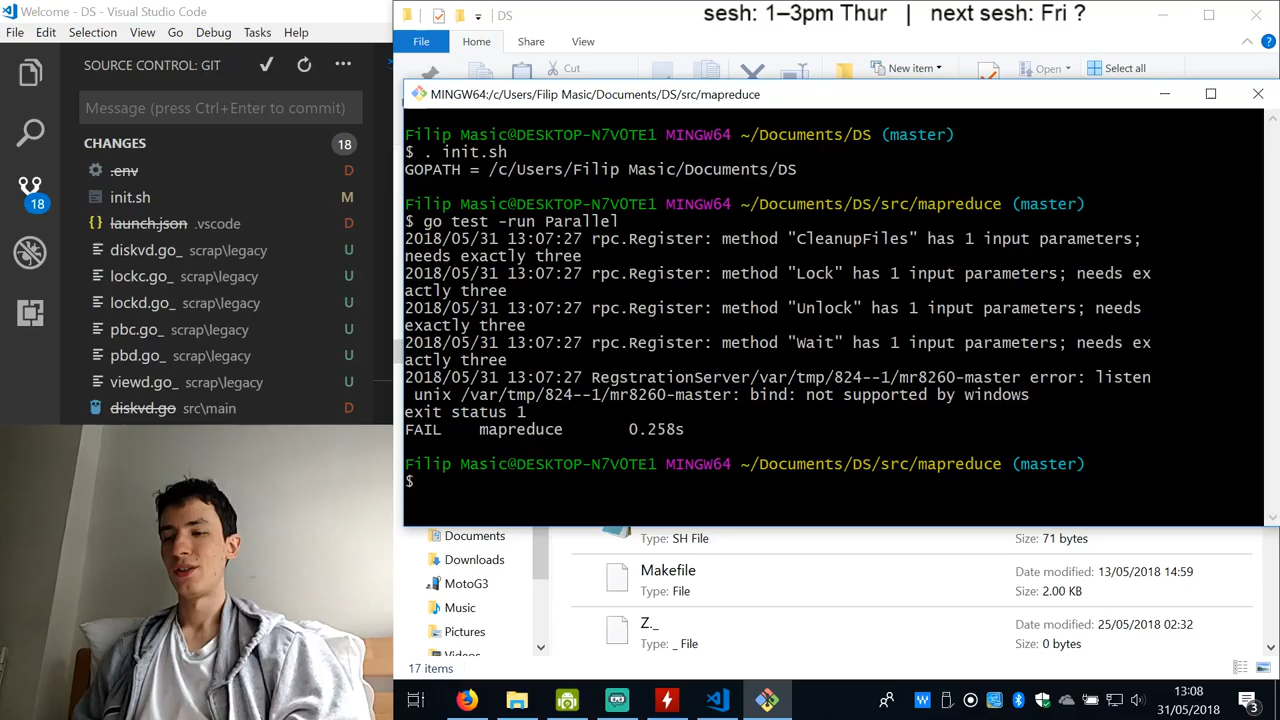 Welcome - DS - Visual Studio Code
File Edit Selection View Go Debug Tasks Help
SOURCE CONTROL: GIT
Message (press Ctrl+Enter to commit)
CHANGES 18
.env D
init.sh M
18
launch.json .vscode D
diskvd.go_ scrap\legacy U
lockc.go_ scrap\legacy U
lockd.go_ scrap\legacy U
pbc.go_ scrap\legacy U
pbd.go_ scrap\legacy U
viewd.go_ scrap\legacy U
diskvd.go src\main D
DS
sesh: 1–3pm Thur | next sesh: Fri ?
File Home Share View
Cut
New item
Open
Select all
MINGW64:/c/Users/Filip Masic/Documents/DS/src/mapreduce
Filip Masic@DESKTOP-N7V0TE1 MINGW64 ~/Documents/DS (master)
$ . init.sh
GOPATH = /c/Users/Filip Masic/Documents/DS
Filip Masic@DESKTOP-N7V0TE1 MINGW64 ~/Documents/DS/src/mapreduce (master)
$ go test -run Parallel
2018/05/31 13:07:27 rpc.Register: method "CleanupFiles" has 1 input parameters;
needs exactly three
2018/05/31 13:07:27 rpc.Register: method "Lock" has 1 input parameters; needs ex
actly three
2018/05/31 13:07:27 rpc.Register: method "Unlock" has 1 input parameters; needs
exactly three
2018/05/31 13:07:27 rpc.Register: method "Wait" has 1 input parameters; needs ex
actly three
2018/05/31 13:07:27 RegstrationServer/var/tmp/824--1/mr8260-master error: listen
unix /var/tmp/824--1/mr8260-master: bind: not supported by windows
exit status 1
FAIL mapreduce 0.258s
Filip Masic@DESKTOP-N7V0TE1 MINGW64 ~/Documents/DS/src/mapreduce (master)
$
Documents
Downloads
MotoG3
Music
Pictures
Videos
Type: SH File
Size: 71 bytes
Makefile
Type: File
Date modified: 13/05/2018 14:59
Size: 2.00 KB
Z._
Type: _ File
Date modified: 25/05/2018 02:32
Size: 0 bytes
17 items
13:08
31/05/2018
3